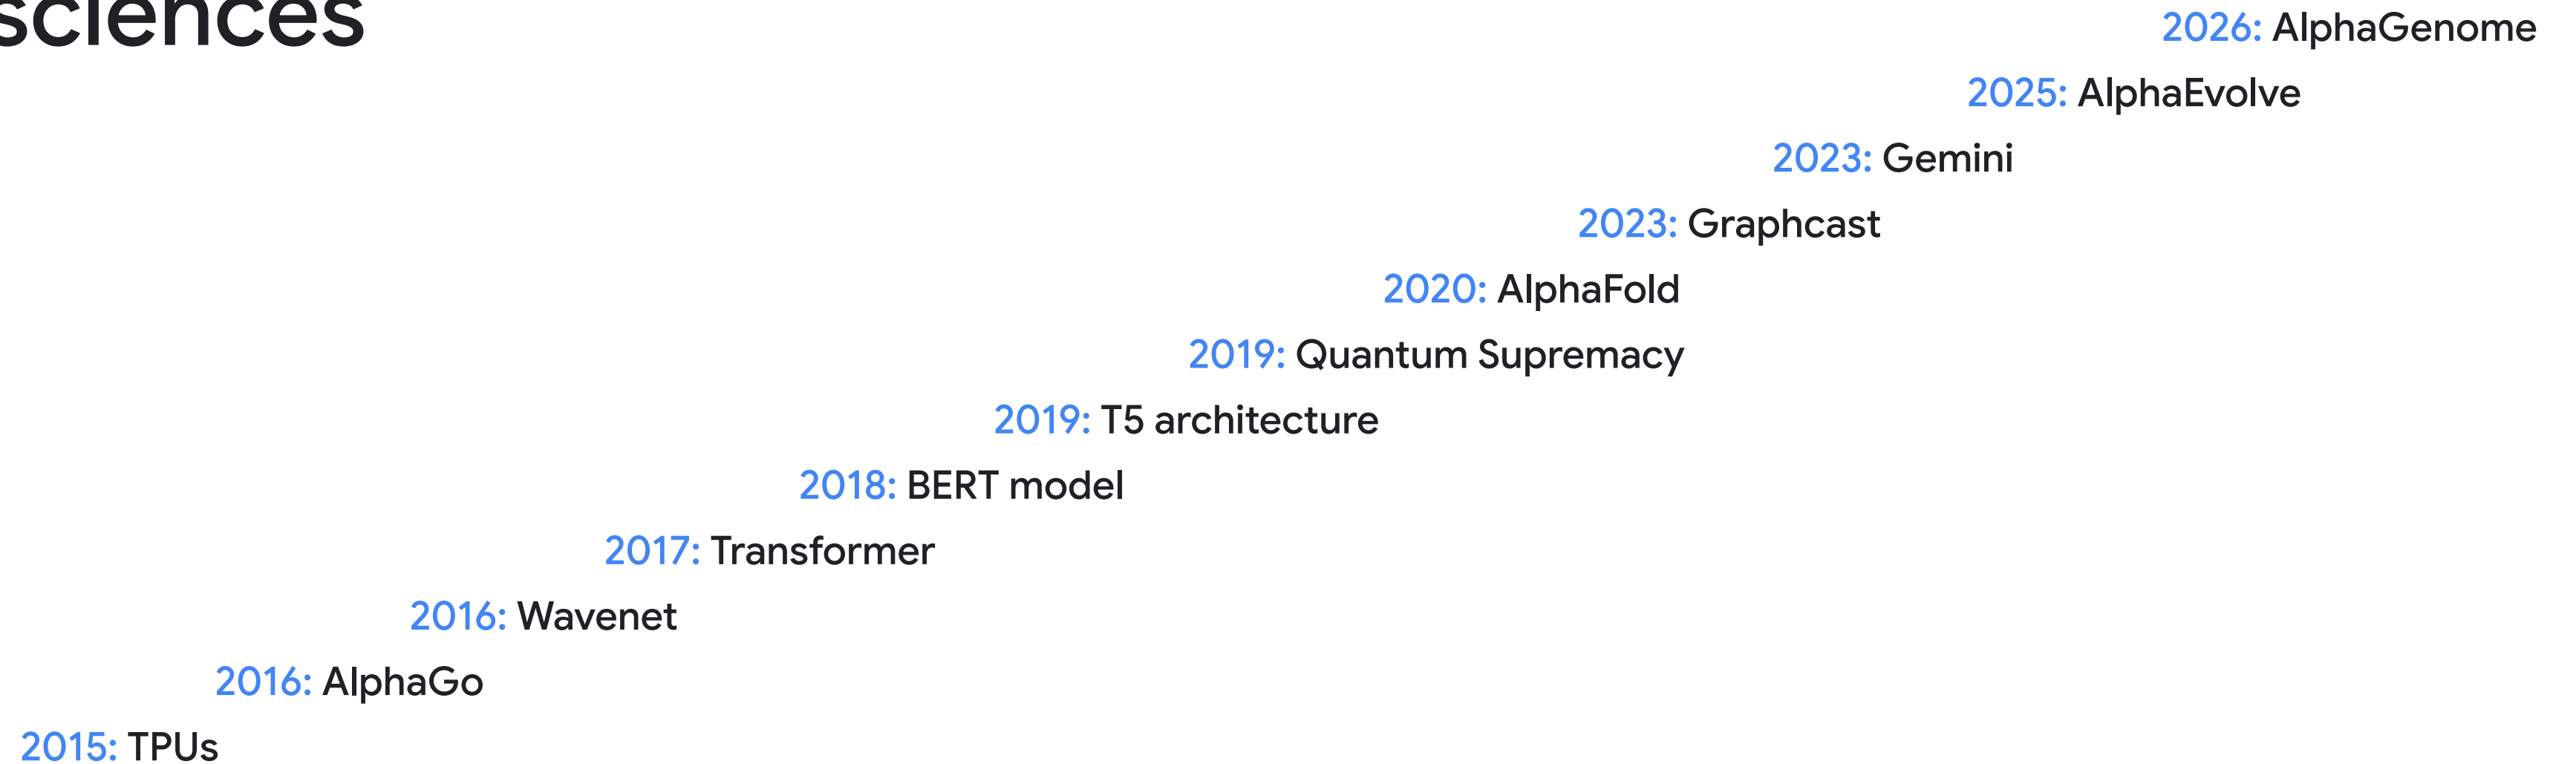 sciences
2026: AlphaGenome
2025: AlphaEvolve
2023: Gemini
2023: Graphcast
2020: AlphaFold
2019: Quantum Supremacy
2019: T5 architecture
2018: BERT model
2017: Transformer
2016: Wavenet
2016: AlphaGo
2015: TPUs